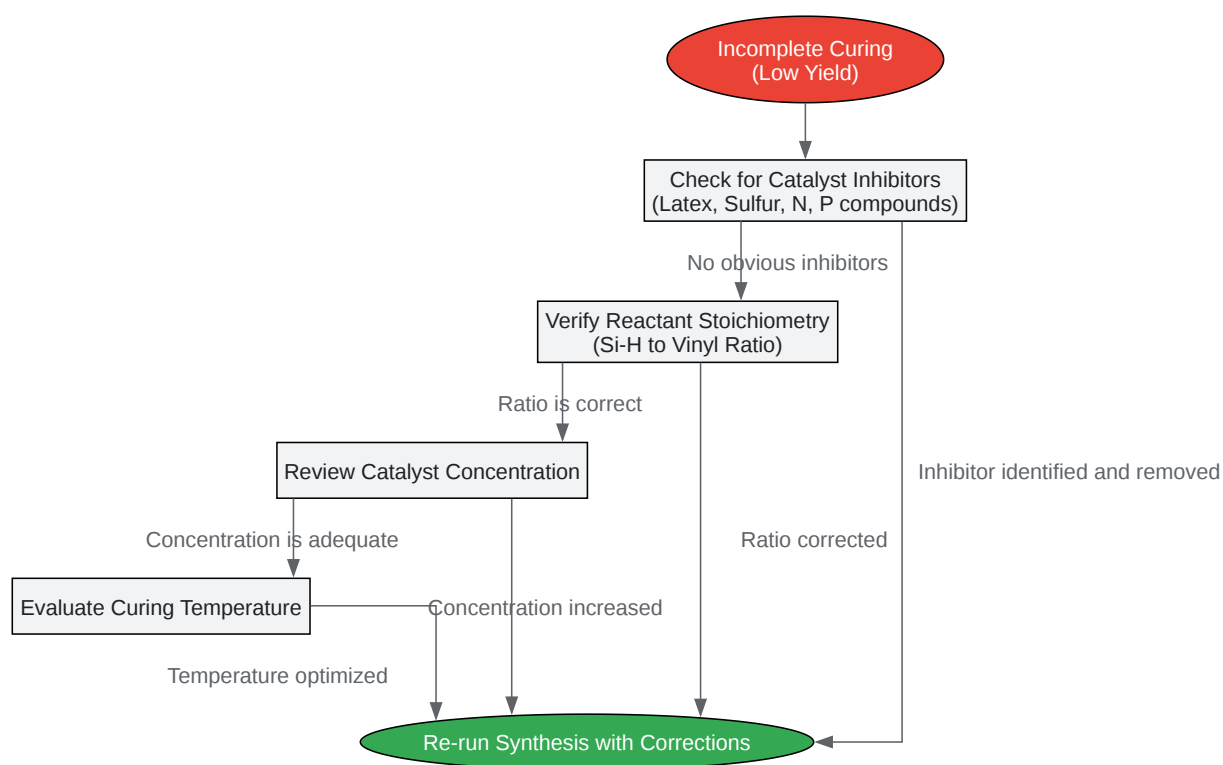 Incomplete Curing
(Low Yield)
Check for Catalyst Inhibitors
(Latex, Sulfur, N, P compounds)
No obvious inhibitors
Verify Reactant Stoichiometry
(Si-H to Vinyl Ratio)
Ratio is correct
Review Catalyst Concentration
Inhibitor identified and removed
Concentration is adequate
Ratio corrected
Evaluate Curing Temperature
Concentration increased
Temperature optimized
Re-run Synthesis with Corrections